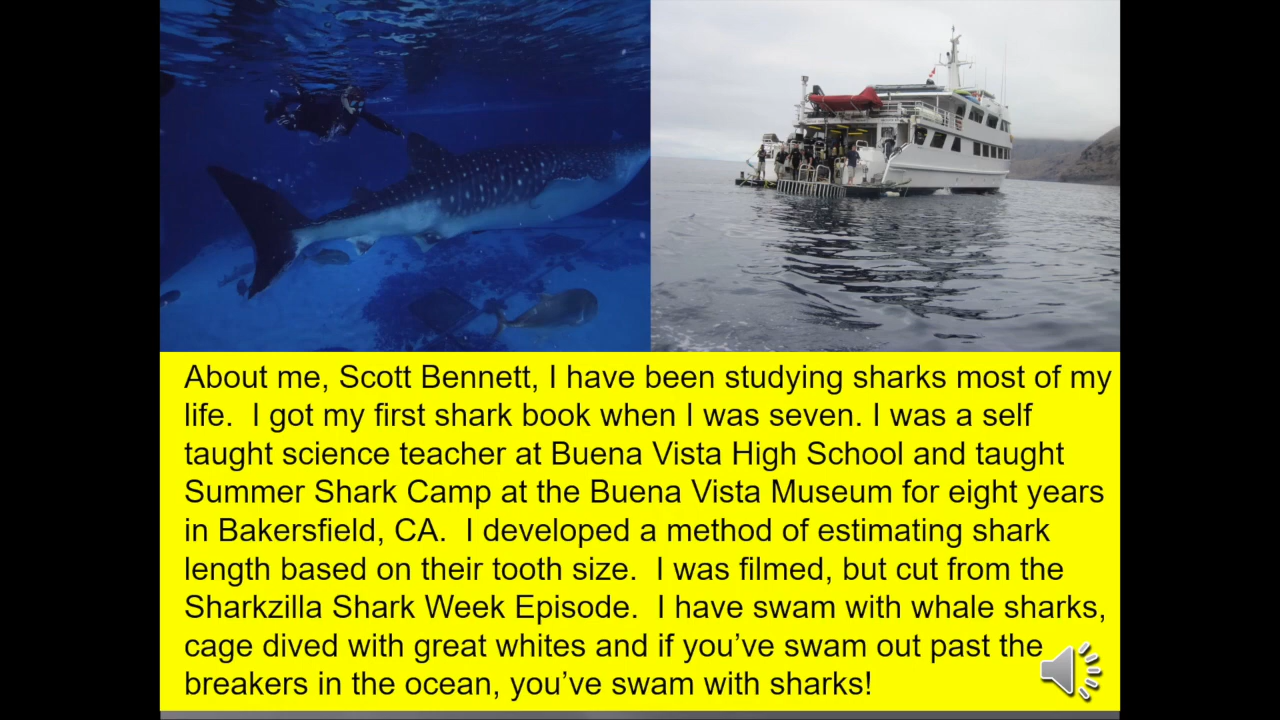 About me, Scott Bennett, I have been studying sharks most of my
life.  I got my first shark book when I was seven. I was a self
taught science teacher at Buena Vista High School and taught
Summer Shark Camp at the Buena Vista Museum for eight years
in Bakersfield, CA.  I developed a method of estimating shark
length based on their tooth size.  I was filmed, but cut from the
Sharkzilla Shark Week Episode.  I have swam with whale sharks,
cage dived with great whites and if you’ve swam out past the
breakers in the ocean, you’ve swam with sharks!